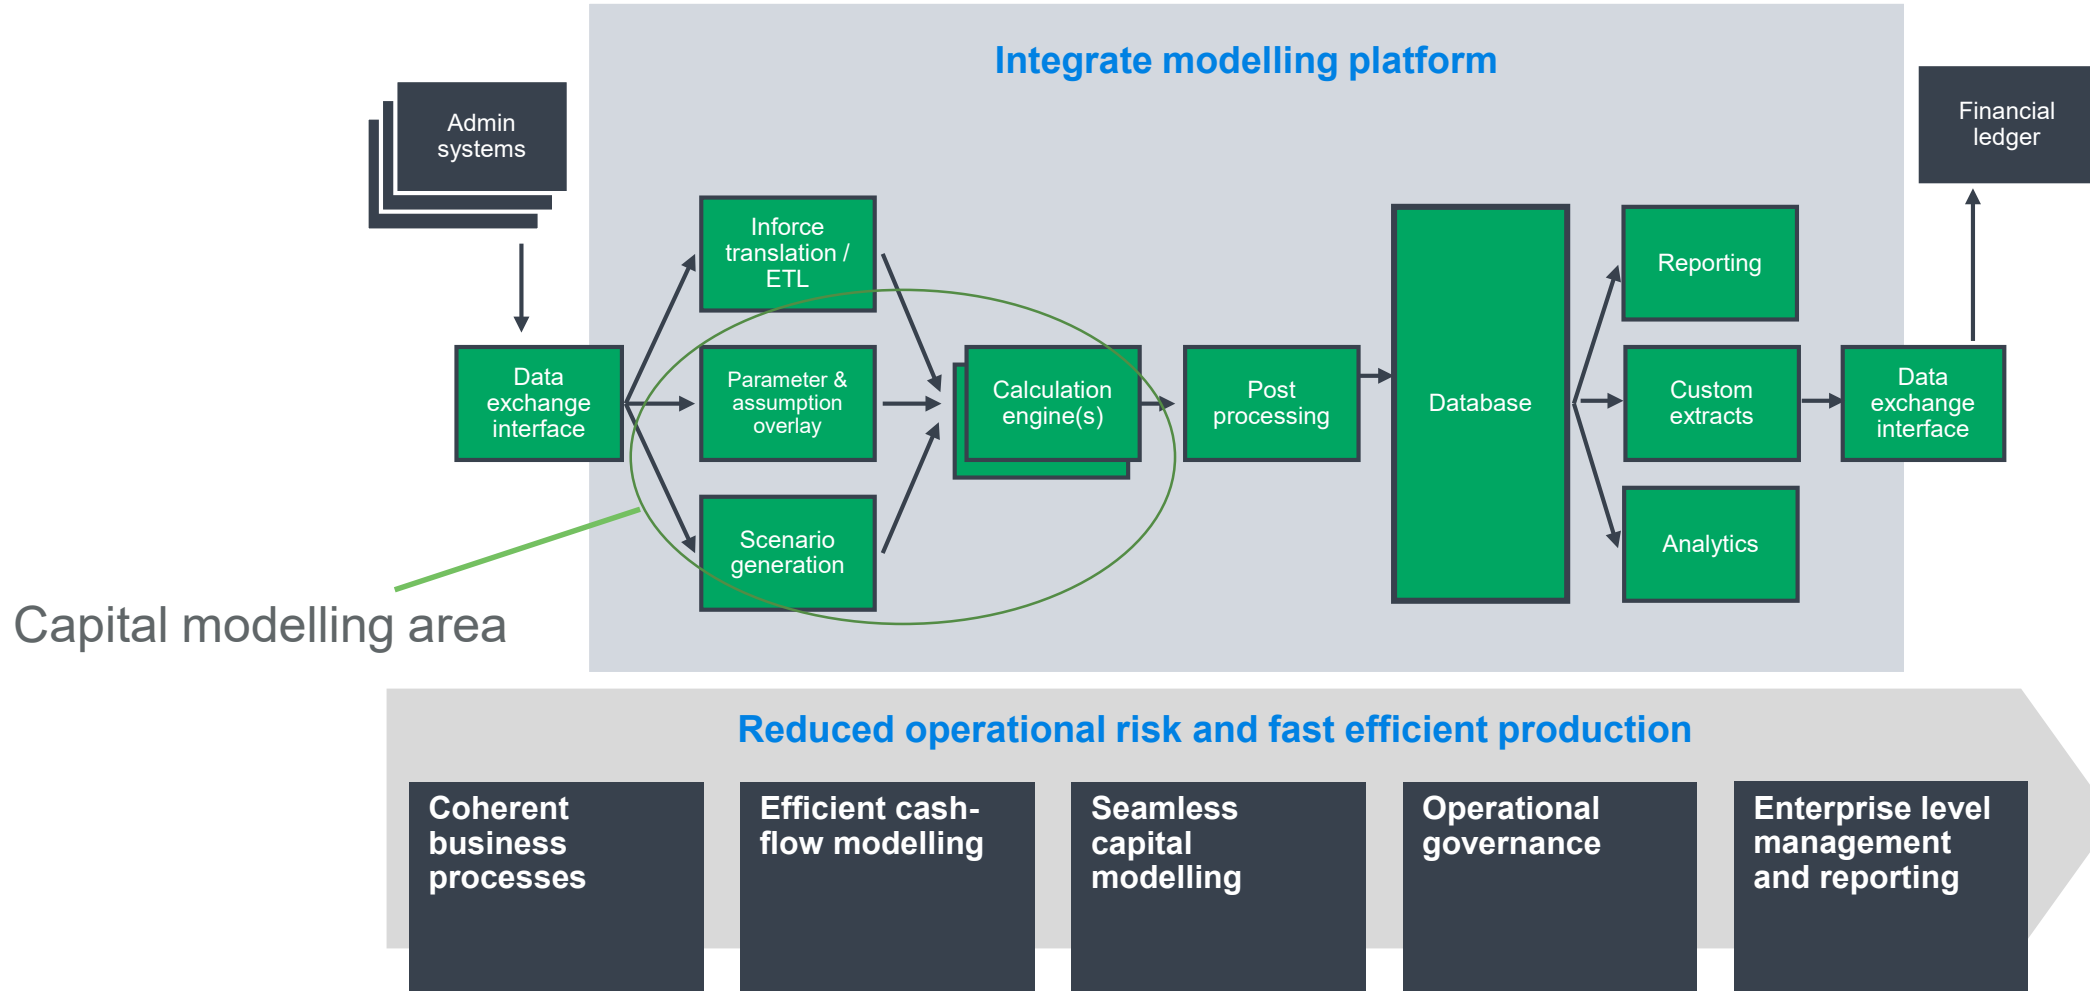 Integrate modelling platform
Admin
systems
Financial
ledger
Inforce
translation /
ETL
Reporting
Data
exchange
interface
Parameter &
assumption
overlay
Calculation
engine(s)
Post
processing
Database
Custom
extracts
Data
exchange
interface
Scenario
generation
Analytics
Capital modelling area
Reduced operational risk and fast efficient production
Coherent
business
processes
Efficient cash-
flow modelling
Seamless
capital
modelling
Operational
governance
Enterprise level
management
and reporting